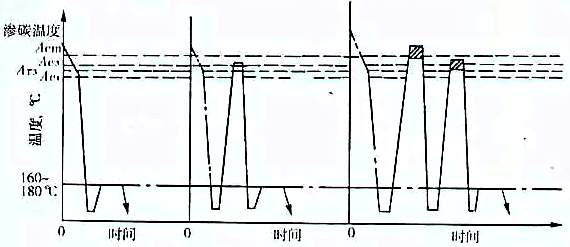 渗碳温度
Acm
Ac3
Ar3
Ac1
温度, ℃
160~
180℃
0
时间
0
时间
0
时间